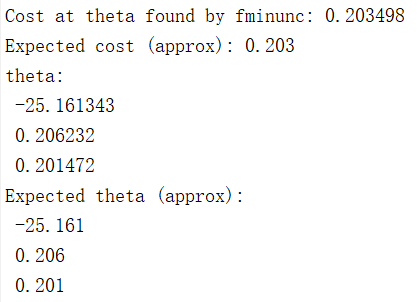 Cost at theta found by fminunc: 0.203498
Expected cost (approx): 0.203
theta:
-25.161343
0.206232
0.201472
Expected theta (approx):
-25.161
0.206
0.201